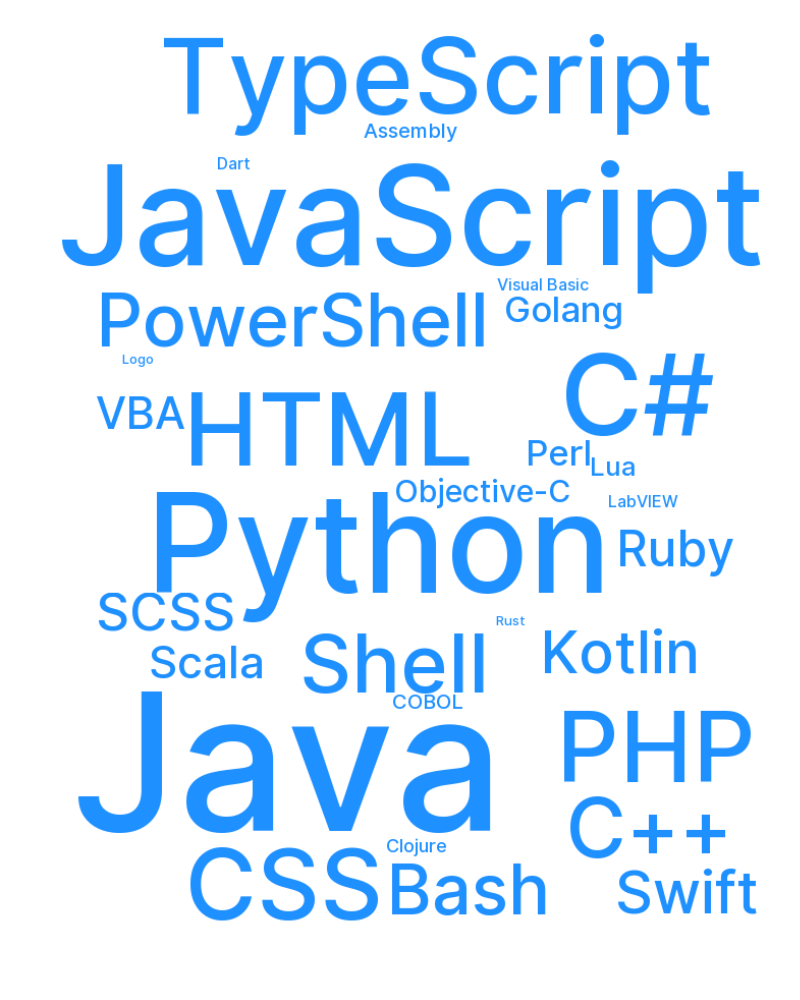 TypeScript
Assembly
Dart
JavaScript
Visual Basic
PowerShell
Golang
Logo
C#
VBA
HTML
Perl
Lua
Objective-C
LabVIEW
Python
Ruby
SCSS
Rust
Scala
Shell
Kotlin
COBOL
Java
PHP
C++
Clojure
CSS
Bash
Swift